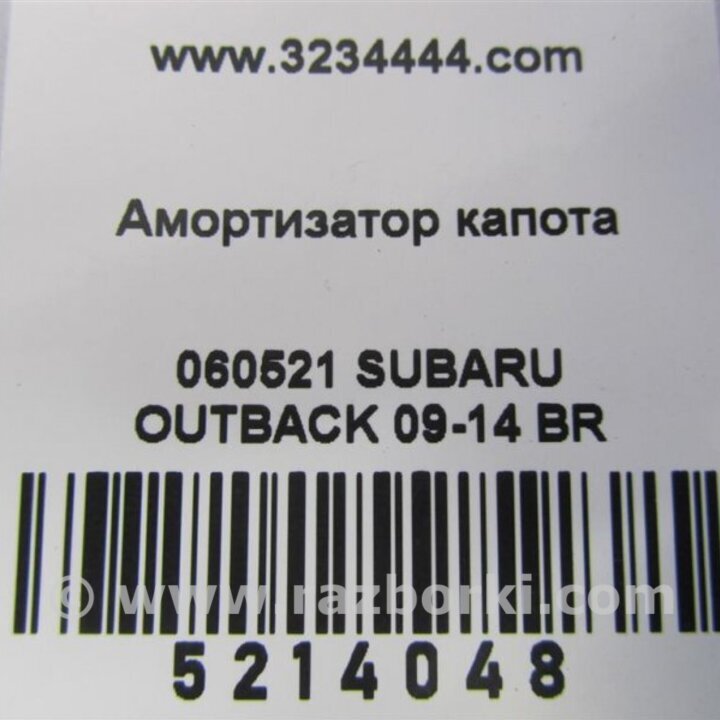 www.3234444.com
Амортизатор капота
060521 SUBARU
OUTBACK 09-14 BR
© www.razborki.com
5214048